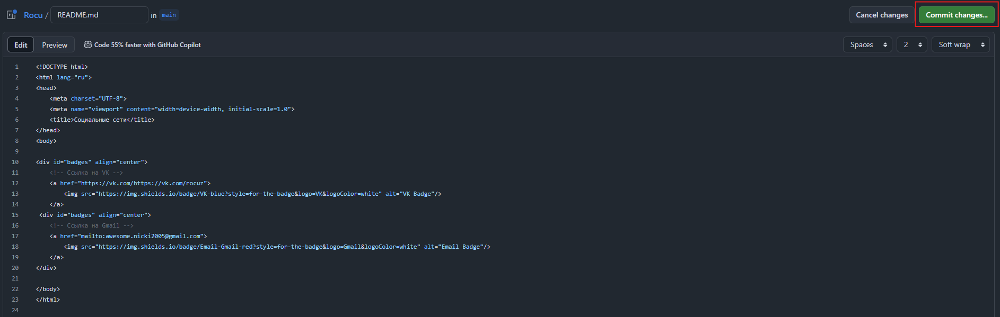 Rocu / README.md in main Cancel changes Commit changes...
Edit Preview Code 55% faster with GitHub Copilot Spaces 2 Soft wrap
1 <!DOCTYPE html>
2 <html lang="ru">
3 <head>
4 <meta charset="UTF-8">
5 <meta name="viewport" content="width=device-width, initial-scale=1.0">
6 <title>Социальные сети</title>
7 </head>
8 <body>
9
10 <div id="badges" align="center">
11 <!-- Ссылка на VK -->
12 <a href="https://vk.com/https://vk.com/rocuz">
13 <img src="https://img.shields.io/badge/VK-blue?style=for-the-badge&logo=VK&logoColor=white" alt="VK Badge"/>
14 </a>
15 <div id="badges" align="center">
16 <!-- Ссылка на Gmail -->
17 <a href="mailto:awesome.nicki2005@gmail.com">
18 <img src="https://img.shields.io/badge/Email-Gmail-red?style=for-the-badge&logo=Gmail&logoColor=white" alt="Email Badge"/>
19 </a>
20 </div>
21
22 </body>
23 </html>
24